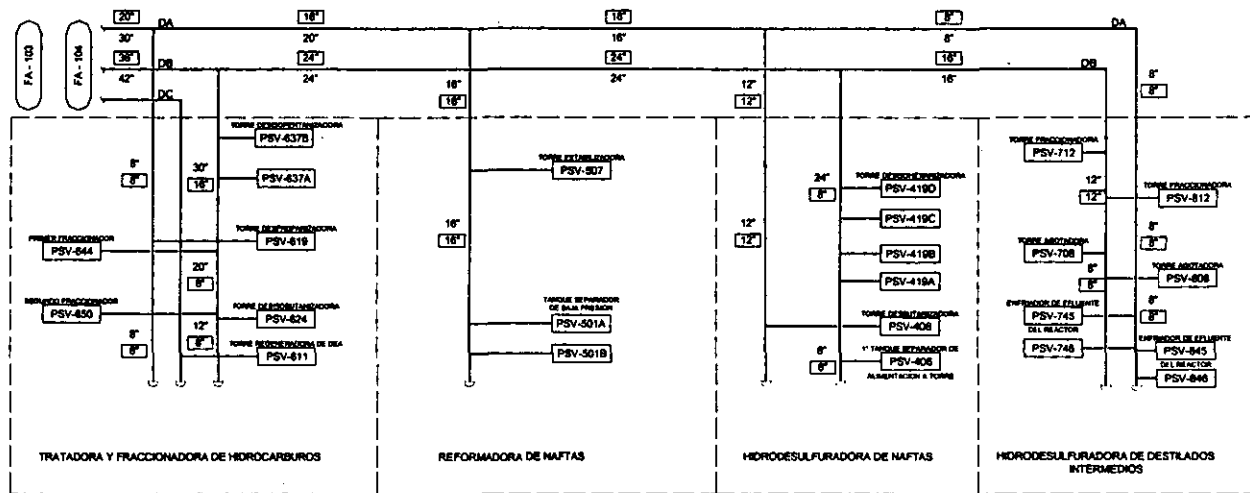 20" 16" 16" 8"
DA DA
30" 20" 16" 8"
36" DB 24" 24" 16" DB
42" 24" 24" 16"
FA - 103
FA - 104
DC
16"
16"
12"
12"
8"
8"
TORRE DESISOPENTANIZADORA
PSV-637B
8"
8"
30"
16"
PSV-637A
TORRE DESPROPANIZADORA
PSV-619
PRIMER FRACCIONADOR
PSV-644
20"
8"
SEGUNDO FRACCIONADOR
PSV-650
TORRE DESISOBUTANIZADORA
PSV-624
8"
8"
12"
8"
TORRE REGENERADORA DE DEA
PSV-611
TRATADORA Y FRACCIONADORA DE HIDROCARBUROS
TORRE ESTABILIZADORA
PSV-507
16"
16"
TANQUE SEPARADOR
DE BAJA PRESION
PSV-501A
PSV-501B
REFORMADORA DE NAFTAS
24"
8"
TORRE DESISOHEXANIZADORA
PSV-419D
PSV-419C
12"
12"
PSV-419B
PSV-419A
TORRE DESBUTANIZADORA
PSV-408
6"
8"
1° TANQUE SEPARADOR DE
PSV-406
ALIMENTACION A TORRE
HIDRODESULFURADORA DE NAFTAS
TORRE FRACCIONADORA
PSV-712
12"
12"
TORRE FRACCIONADORA
PSV-812
8"
8"
TORRE AGOTADORA
PSV-708
8"
8"
TORRE AGOTADORA
PSV-808
ENFRIADOR DE EFLUENTE
PSV-745
DEL REACTOR
8"
8"
PSV-746
ENFRIADOR DE EFLUENTE
PSV-845
DEL REACTOR
PSV-846
HIDRODESULFURADORA DE DESTILADOS
INTERMEDIOS